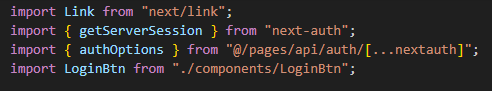 import Link from "next/link";
import { getServerSession } from "next-auth";
import { authOptions } from "@/pages/api/auth/[...nextauth]";
import LoginBtn from "./components/LoginBtn";